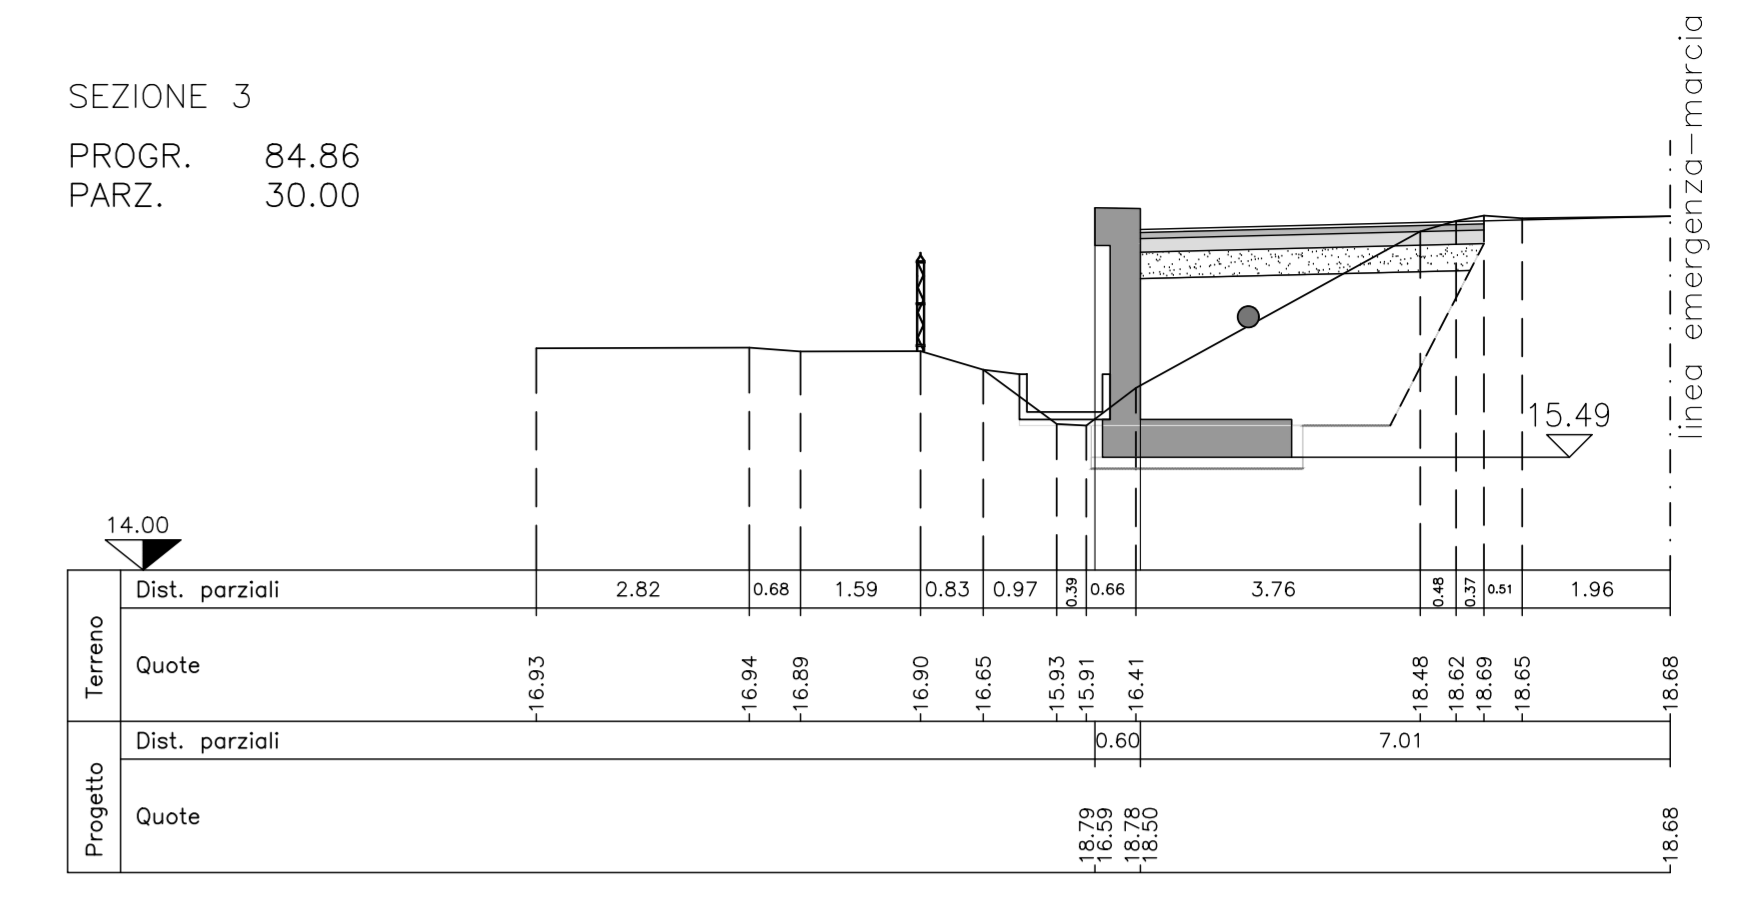 SEZIONE 3
PROGR. 84.86
PARZ. 30.00
linea emergenza-marcia
15.49
14.00
Terreno
Dist. parziali 2.82 0.68 1.59 0.83 0.97 0.39 0.66 3.76 0.48 0.37 0.51 1.96
Quote 16.93 16.94 16.89 16.90 16.65 15.93 15.91 16.41 18.48 18.62 18.69 18.65 18.68
Progetto
Dist. parziali 0.60 7.01
Quote 18.79 16.59 18.78 18.50 18.68